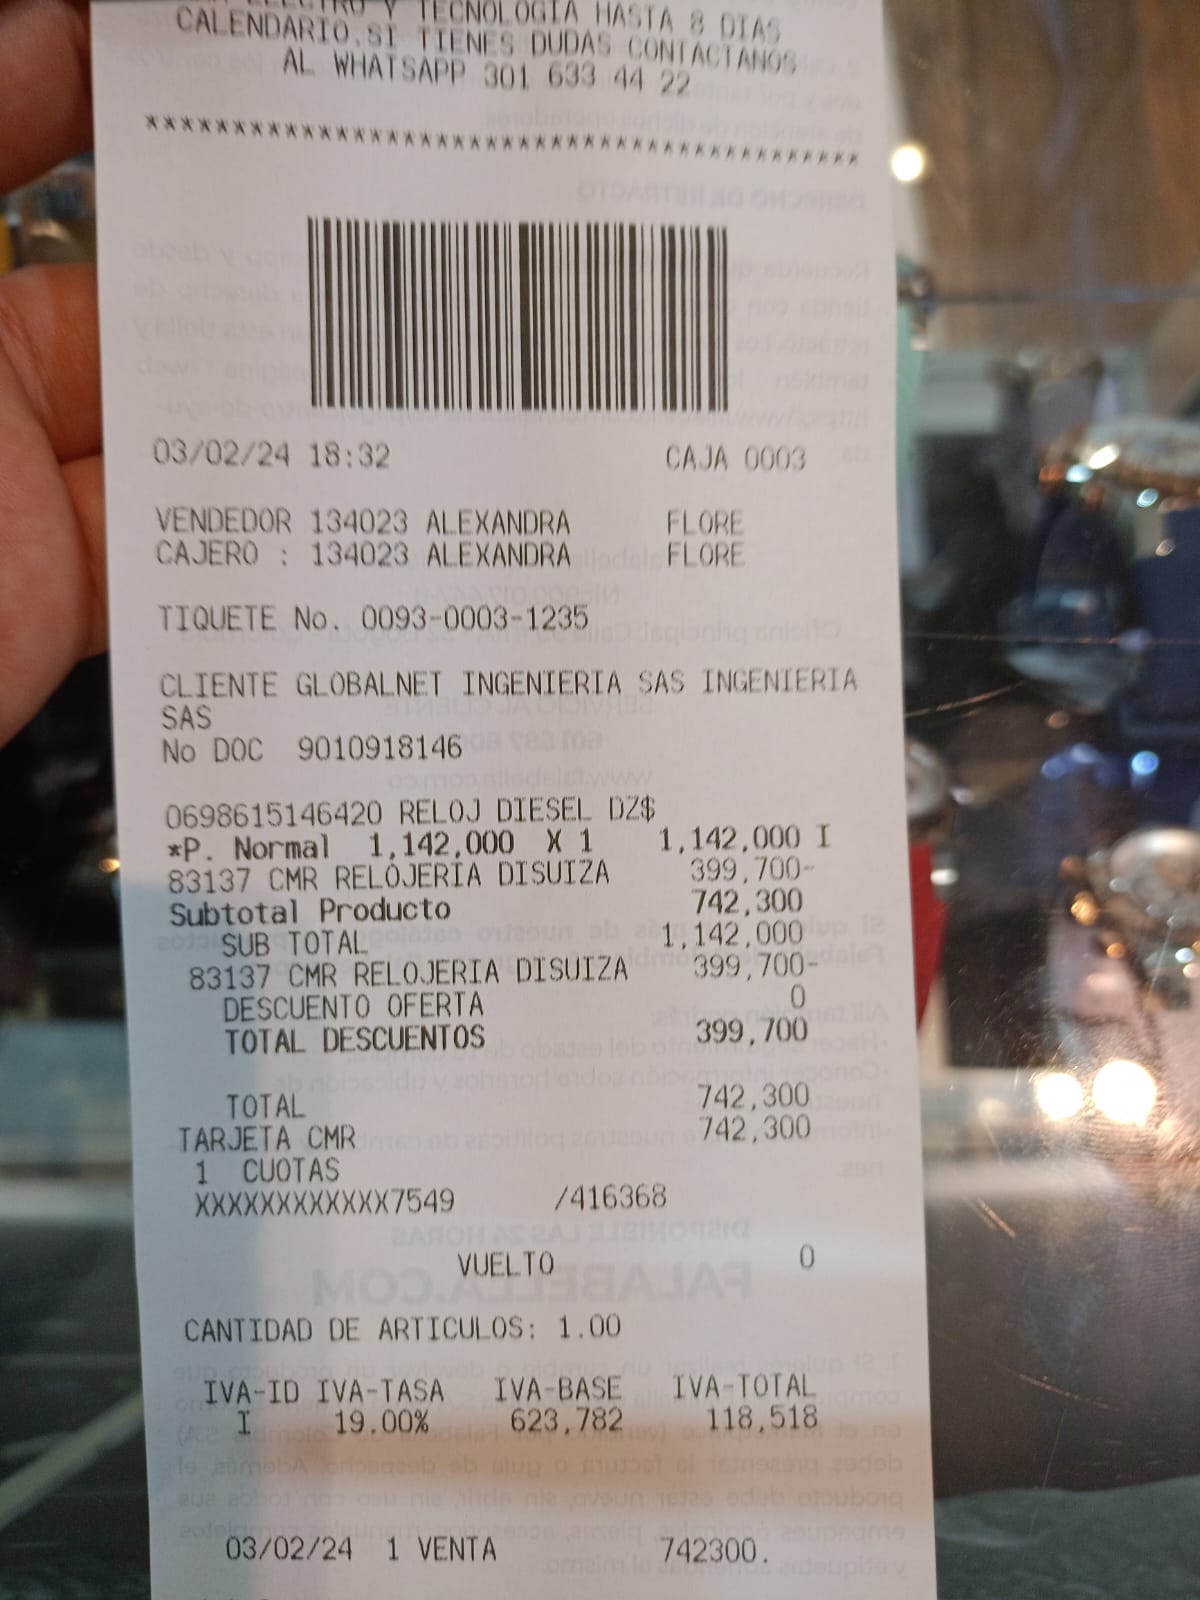 ELECTRO Y TECNOLOGIA HASTA 8 DIAS
CALENDARIO.SI TIENES DUDAS CONTACTANOS
AL WHATSAPP 301 633 44 22
*************************************************
03/02/24 18:32 CAJA 0003
VENDEDOR 134023 ALEXANDRA FLORE
CAJERO : 134023 ALEXANDRA FLORE
TIQUETE No. 0093-0003-1235
CLIENTE GLOBALNET INGENIERIA SAS INGENIERIA
SAS
No DOC 9010918146
0698615146420 RELOJ DIESEL DZ$
*P. Normal 1,142,000 X 1 1,142,000 I
83137 CMR RELOJERIA DISUIZA 399,700-
Subtotal Producto 742,300
SUB TOTAL 1,142,000
83137 CMR RELOJERIA DISUIZA 399,700-
DESCUENTO OFERTA 0
TOTAL DESCUENTOS 399,700
TOTAL 742,300
TARJETA CMR 742,300
1 CUOTAS
XXXXXXXXXXXX7549 /416368
VUELTO 0
CANTIDAD DE ARTICULOS: 1.00
IVA-ID IVA-TASA IVA-BASE IVA-TOTAL
I 19.00% 623,782 118,518
03/02/24 1 VENTA 742300.